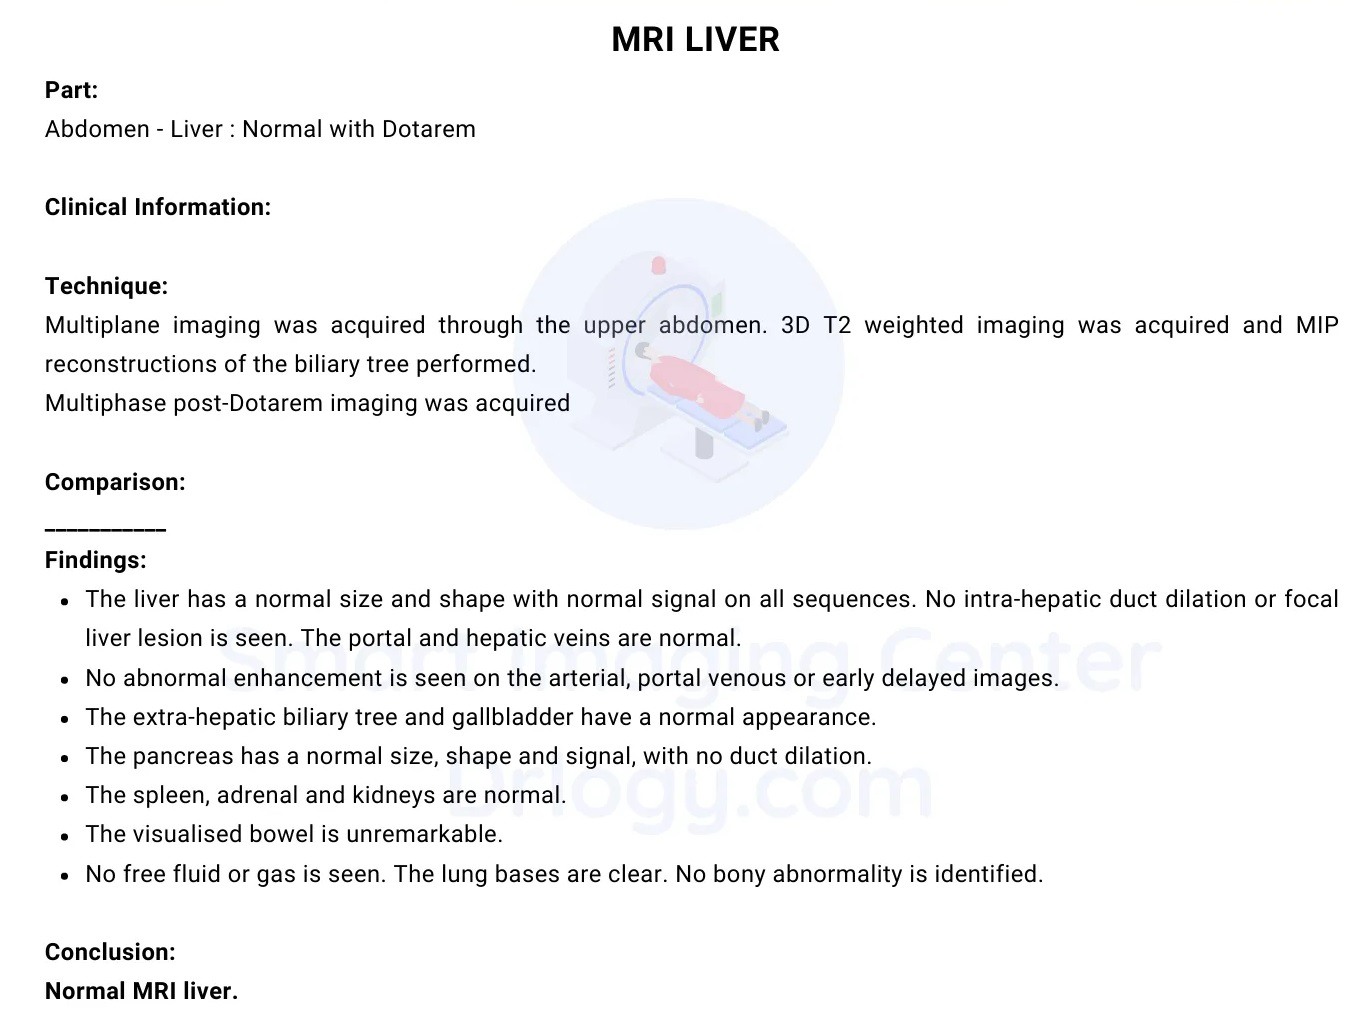 MRI LIVER
Part:
Abdomen - Liver : Normal with Dotarem
Clinical Information:
Technique:
Multiplane imaging was acquired through the upper abdomen. 3D T2 weighted imaging was acquired and MIP
reconstructions of the biliary tree performed.
Multiphase post-Dotarem imaging was acquired
Comparison:
___________
Findings:
• The liver has a normal size and shape with normal signal on all sequences. No intra-hepatic duct dilation or focal
liver lesion is seen. The portal and hepatic veins are normal.
Smart Imaging Center
• No abnormal enhancement is seen on the arterial, portal venous or early delayed images.
• The extra-hepatic biliary tree and gallbladder have a normal appearance.
• The pancreas has a normal size, shape and signal, with no duct dilation.
Drlogy.com
• The spleen, adrenal and kidneys are normal.
• The visualised bowel is unremarkable.
• No free fluid or gas is seen. The lung bases are clear. No bony abnormality is identified.
Conclusion:
Normal MRI liver.